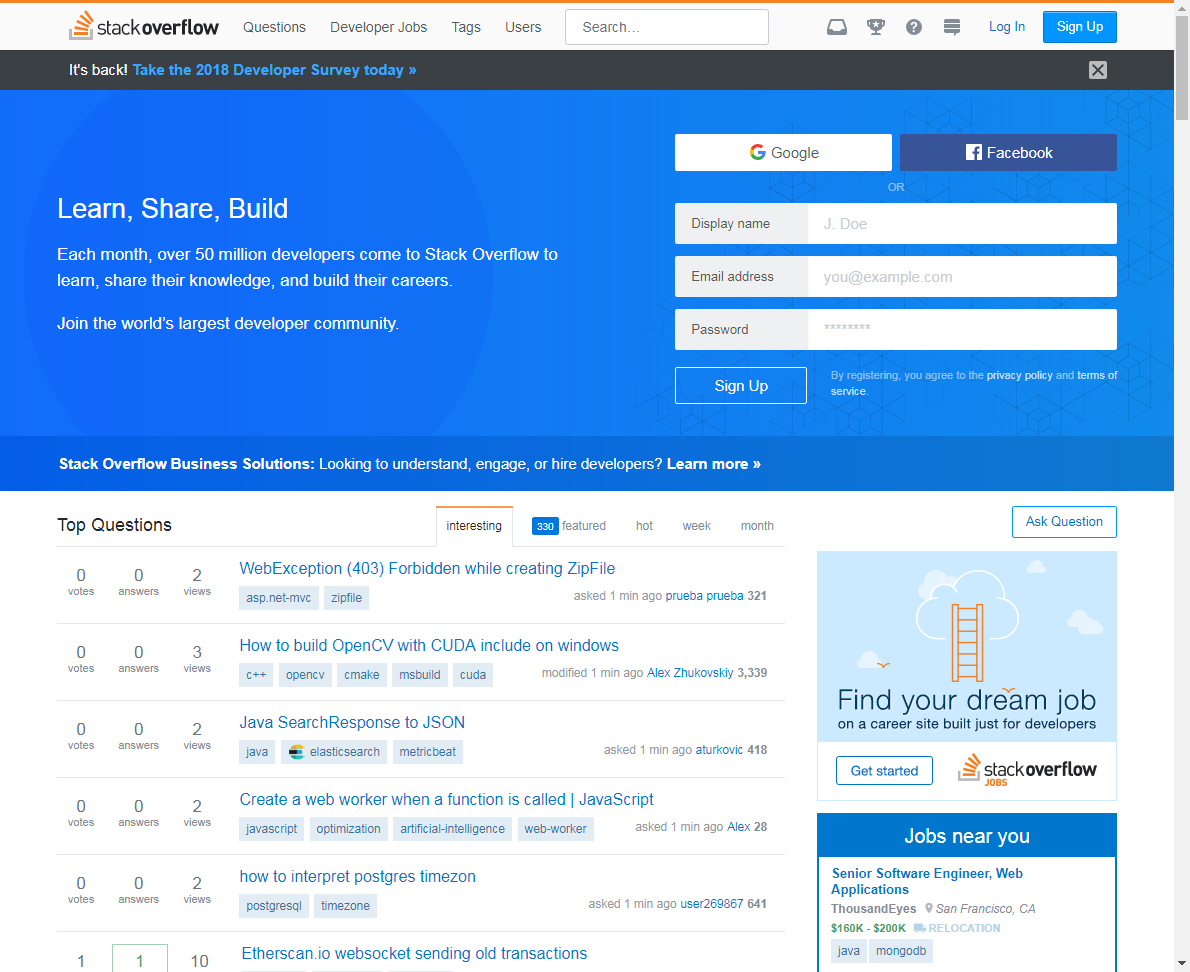 stackoverflow Questions Developer Jobs Tags Users Search… Log In Sign Up
It's back! Take the 2018 Developer Survey today »
Google Facebook
OR
Learn, Share, Build
Each month, over 50 million developers come to Stack Overflow to
learn, share their knowledge, and build their careers.
Join the world's largest developer community.
Display name J. Doe
Email address you@example.com
Password ********
Sign Up
By registering, you agree to the privacy policy and terms of
service.
Stack Overflow Business Solutions: Looking to understand, engage, or hire developers? Learn more »
Top Questions interesting 330 featured hot week month
0 votes 0 answers 2 views
WebException (403) Forbidden while creating ZipFile
asp.net-mvc zipfile asked 1 min ago prueba prueba 321
0 votes 0 answers 3 views
How to build OpenCV with CUDA include on windows
c++ opencv cmake msbuild cuda modified 1 min ago Alex Zhukovskiy 3,339
0 votes 0 answers 2 views
Java SearchResponse to JSON
java elasticsearch metricbeat asked 1 min ago aturkovic 418
0 votes 0 answers 2 views
Create a web worker when a function is called | JavaScript
javascript optimization artificial-intelligence web-worker asked 1 min ago Alex 28
0 votes 0 answers 2 views
how to interpret postgres timezon
postgresql timezone asked 1 min ago user269867 641
1 1 10
Etherscan.io websocket sending old transactions
Ask Question
Find your dream job
on a career site built just for developers
Get started stackoverflow
JOBS
Jobs near you
Senior Software Engineer, Web
Applications
ThousandEyes San Francisco, CA
$160K - $200K RELOCATION
java mongodb